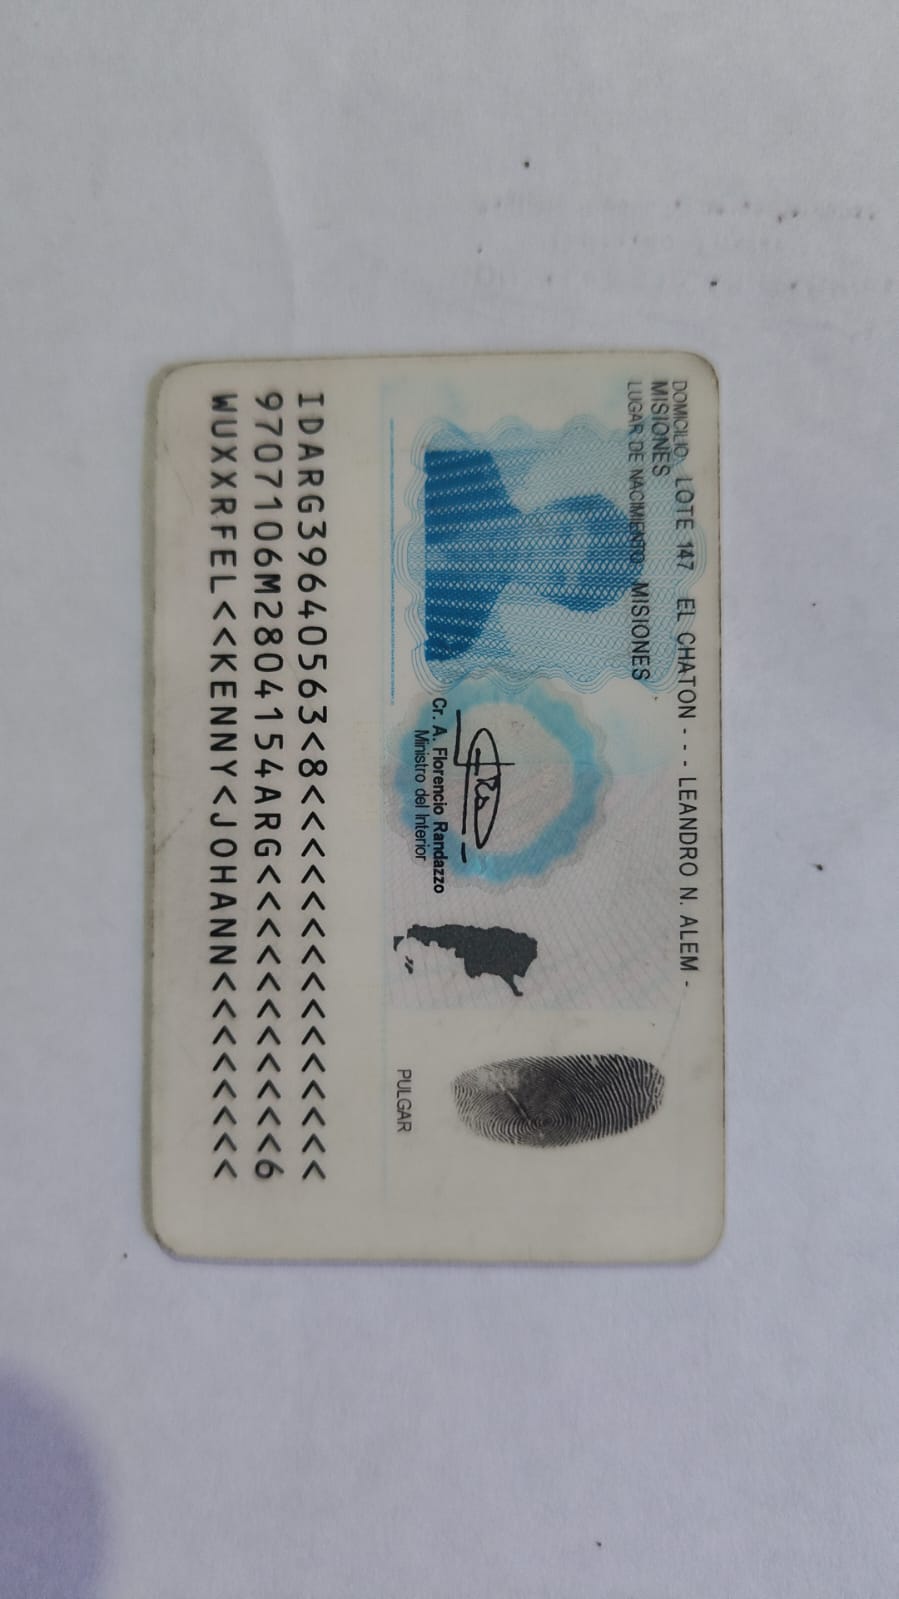 DOMICILIO: LOTE 147 EL CHATON - - - LEANDRO N. ALEM -
MISIONES
LUGAR DE NACIMIENTO: MISIONES
Cr. A. Florencio Randazzo
Ministro del Interior
PULGAR
IDARG39640563<8<<<<<<<<<<<<<<<
9707106M2804154ARG<<<<<<<<<<<6
WUXXRFEL<<KENNY<JOHANN<<<<<<<<